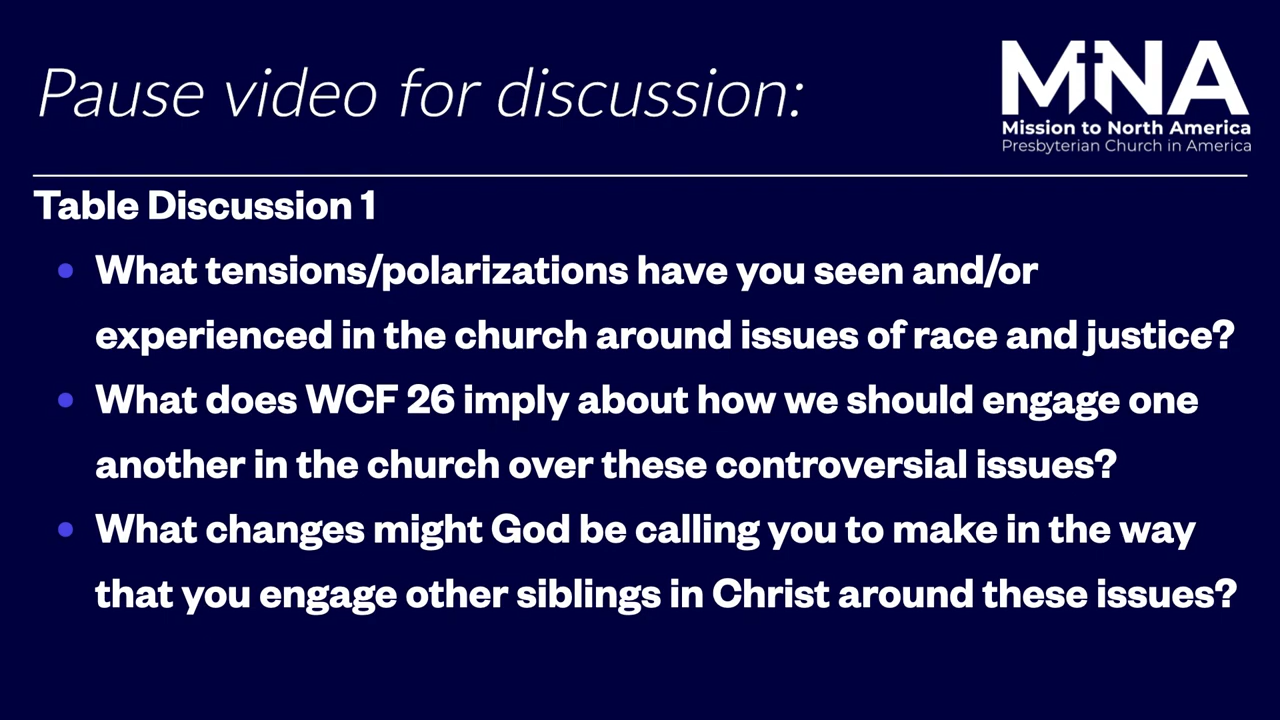 Pause video for discussion:
MNA
Mission to North America
Presbyterian Church in America
Table Discussion 1
• What tensions/polarizations have you seen and/or
experienced in the church around issues of race and justice?
• What does WCF 26 imply about how we should engage one
another in the church over these controversial issues?
• What changes might God be calling you to make in the way
that you engage other siblings in Christ around these issues?